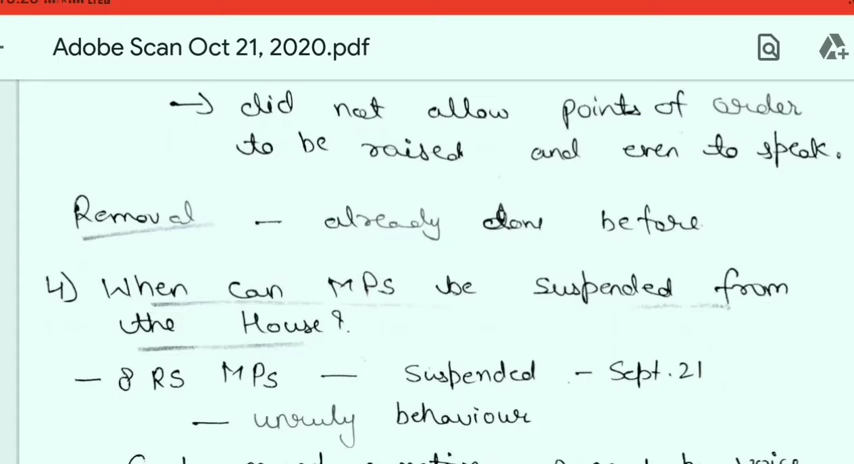 Adobe Scan Oct 21, 2020.pdf
→ did not allow points of order
to be raised and even to speak.
Removal — already done before
4) When can MPs be suspended from
the House?
— 8 RS MPs — Suspended - Sept. 21
— unruly behaviour